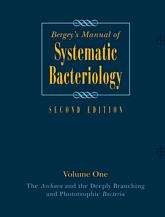 Bergey's Manual of
Systematic
Bacteriology
SECOND EDITION
Volume One
The Archaea and the Deeply Branching
and Phototrophic Bacteria